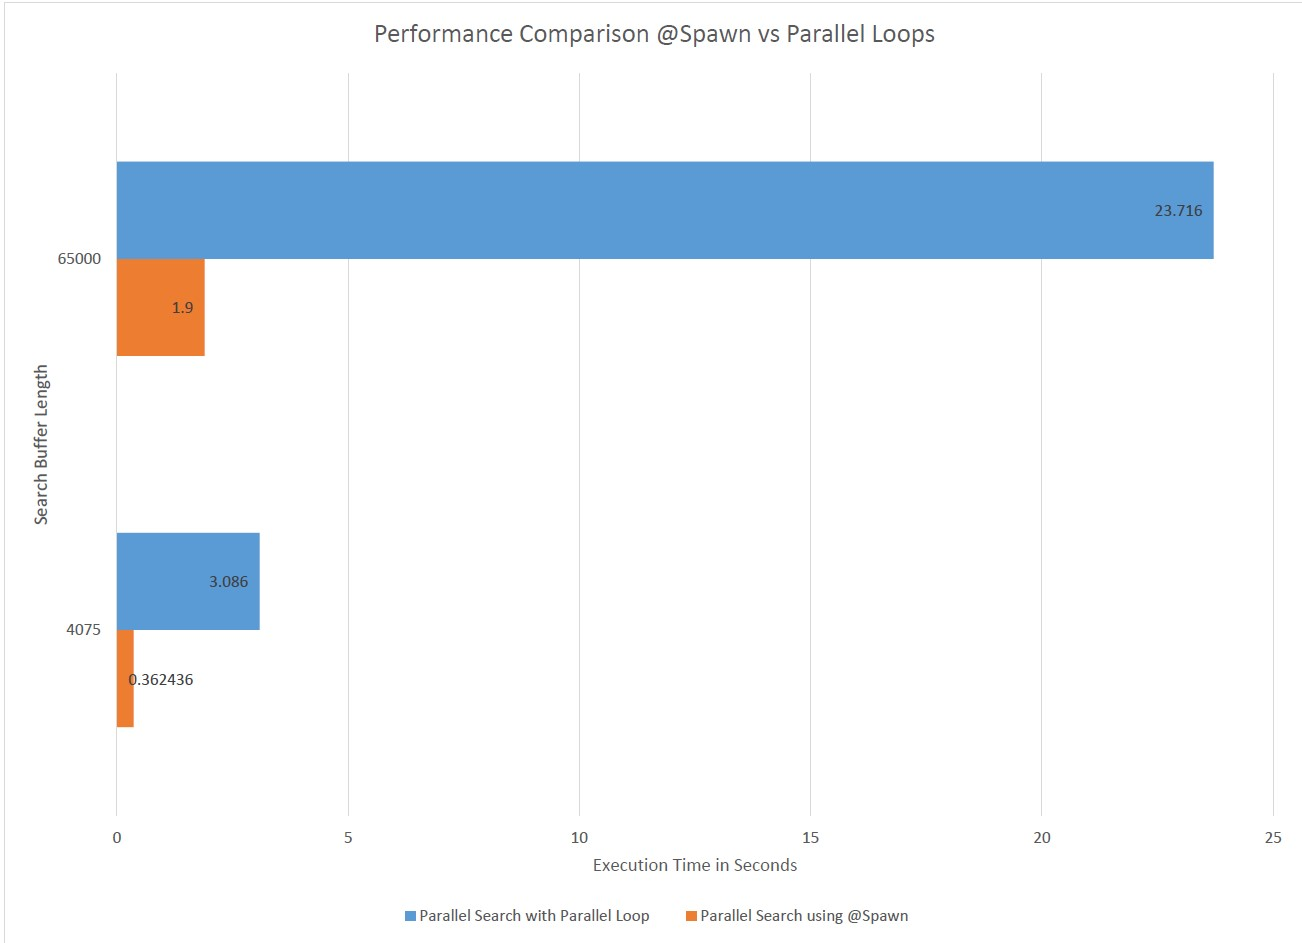 Performance Comparison @Spawn vs Parallel Loops
23.716
65000
1.9
Search Buffer Length
3.086
4075
0.362436
0 5 10 15 20 25
Execution Time in Seconds
Parallel Search with Parallel Loop Parallel Search using @Spawn